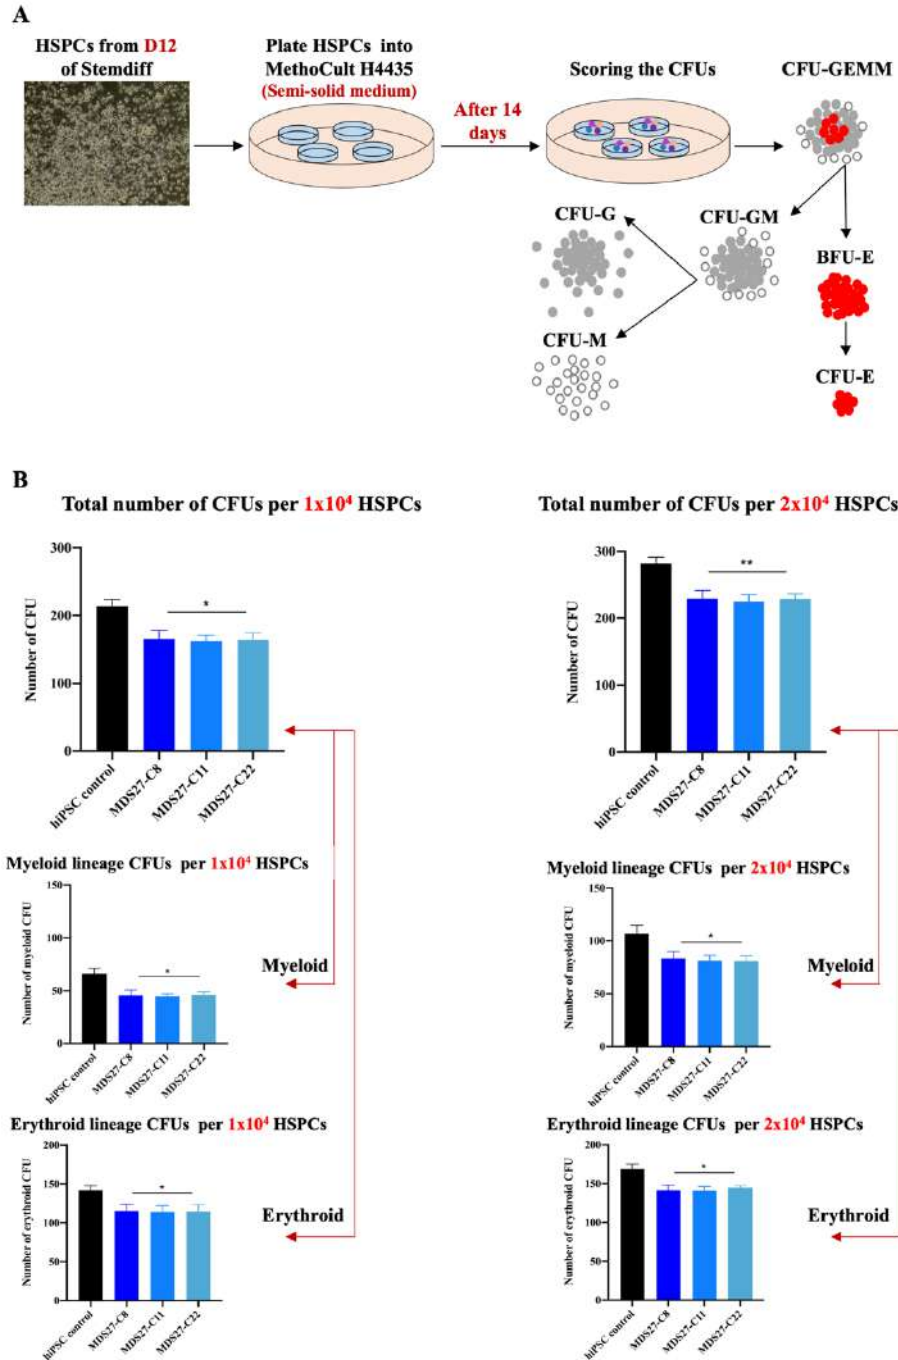 A
HSPCs from D12
of Stemdiff
Plate HSPCs into
MethoCult H4435
(Semi-solid medium)
After 14
days
Scoring the CFUs
CFU-GEMM
CFU-G
CFU-GM
BFU-E
CFU-M
CFU-E
B
Total number of CFUs per 1x10⁴ HSPCs
Number of CFU
300
200
100
0
*
hiPSC control
MDS27-C8
MDS27-C11
MDS27-C22
Total number of CFUs per 2x10⁴ HSPCs
Number of CFU
300
200
100
0
**
hiPSC control
MDS27-C8
MDS27-C11
MDS27-C22
Myeloid lineage CFUs per 1x10⁴ HSPCs
Number of myeloid CFU
150
100
50
0
*
hiPSC control
MDS27-C8
MDS27-C11
MDS27-C22
Myeloid
Myeloid lineage CFUs per 2x10⁴ HSPCs
Number of myeloid CFU
150
100
50
0
*
hiPSC control
MDS27-C8
MDS27-C11
MDS27-C22
Myeloid
Erythroid lineage CFUs per 1x10⁴ HSPCs
Number of erythroid CFU
200
150
100
50
0
*
hiPSC control
MDS27-C8
MDS27-C11
MDS27-C22
Erythroid
Erythroid lineage CFUs per 2x10⁴ HSPCs
Number of erythroid CFU
200
150
100
50
0
*
hiPSC control
MDS27-C8
MDS27-C11
MDS27-C22
Erythroid